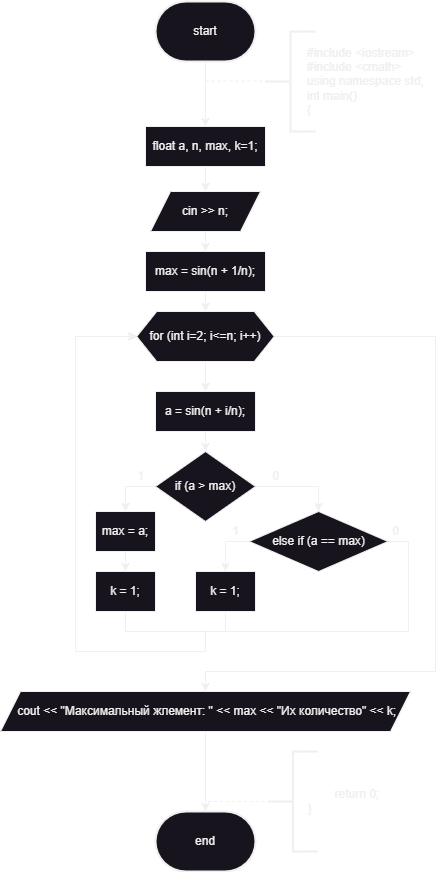 start
#include <iostream>
#include <cmath>
using namespace std;
int main()
{
float a, n, max, k=1;
cin >> n;
max = sin(n + 1/n);
for (int i=2; i<=n; i++)
a = sin(n + i/n);
if (a > max)
1
0
max = a;
else if (a == max)
1
0
k = 1;
k = 1;
cout << "Максимальный жлемент: " << max << "Их количество" << k;
return 0;
}
end